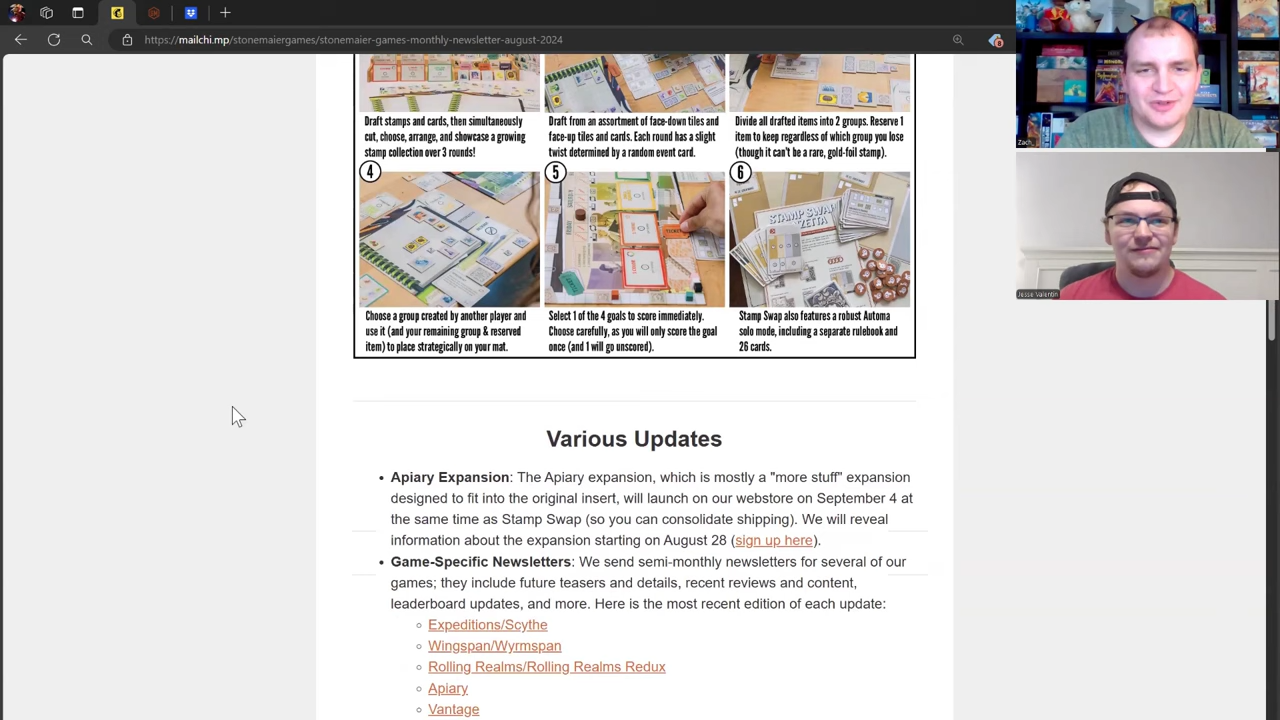 https://mailchi.mp/stonemaiergames/stonemaier-games-monthly-newsletter-august-2024
8
Zach
Jesse Valentin
Draft stamps and cards, then simultaneously
cut, choose, arrange, and showcase a growing
stamp collection over 3 rounds!
Draft from an assortment of face-down tiles and
face-up tiles and cards. Each round has a slight
twist determined by a random event card.
Divide all drafted items into 2 groups. Reserve 1
item to keep regardless of which group you lose
(though it can't be a rare, gold-foil stamp).
4
5
6
STAMP SWAP
Choose a group created by another player and
use it (and your remaining group & reserved
item) to place strategically on your mat.
Select 1 of the 4 goals to score immediately.
Choose carefully, as you will only score the goal
once (and 1 will go unscored).
Stamp Swap also features a robust Automa
solo mode, including a separate rulebook and
26 cards.
Various Updates
• Apiary Expansion: The Apiary expansion, which is mostly a "more stuff" expansion
designed to fit into the original insert, will launch on our webstore on September 4 at
the same time as Stamp Swap (so you can consolidate shipping). We will reveal
information about the expansion starting on August 28 (sign up here).
• Game-Specific Newsletters: We send semi-monthly newsletters for several of our
games; they include future teasers and details, recent reviews and content,
leaderboard updates, and more. Here is the most recent edition of each update:
◦ Expeditions/Scythe
◦ Wingspan/Wyrmspan
◦ Rolling Realms/Rolling Realms Redux
◦ Apiary
◦ Vantage